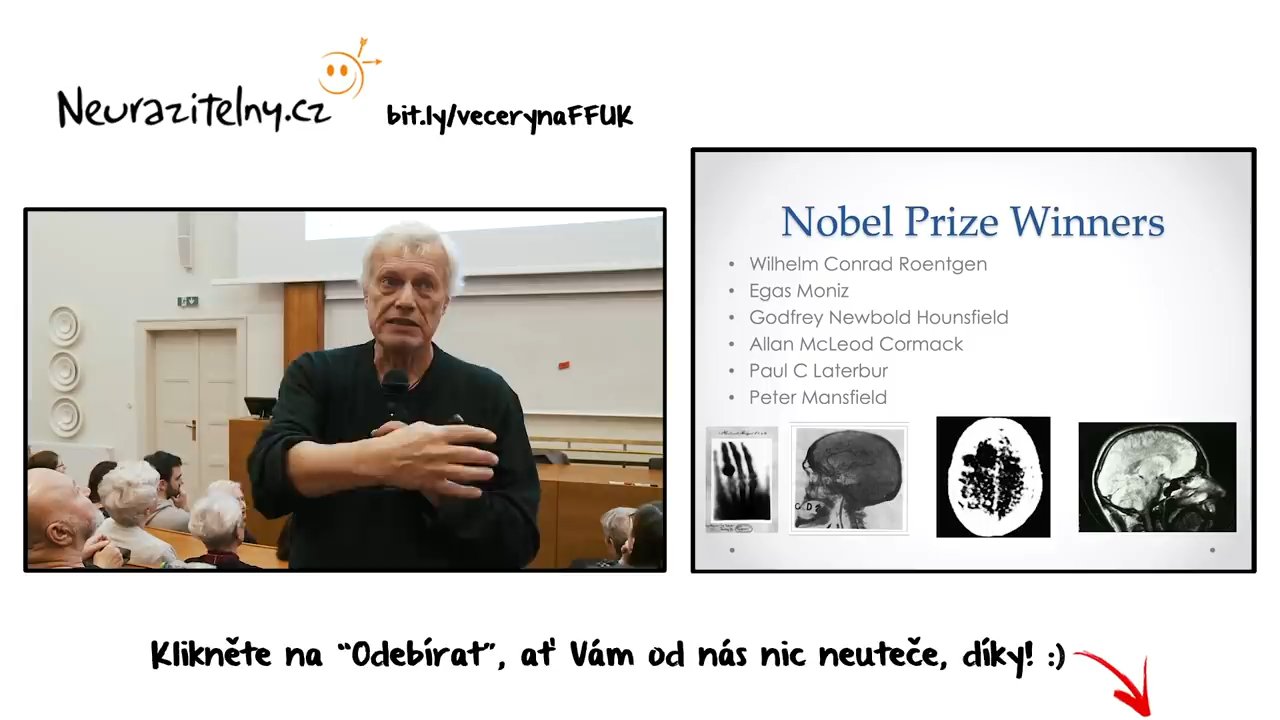 Neurazitelny.cz
bit.ly/vecerynaFFUK
Nobel Prize Winners
• Wilhelm Conrad Roentgen
• Egas Moniz
• Godfrey Newbold Hounsfield
• Allan McLeod Cormack
• Paul C Laterbur
• Peter Mansfield
Klikněte na “Odebírat”, ať Vám od nás nic neuteče, díky! :)